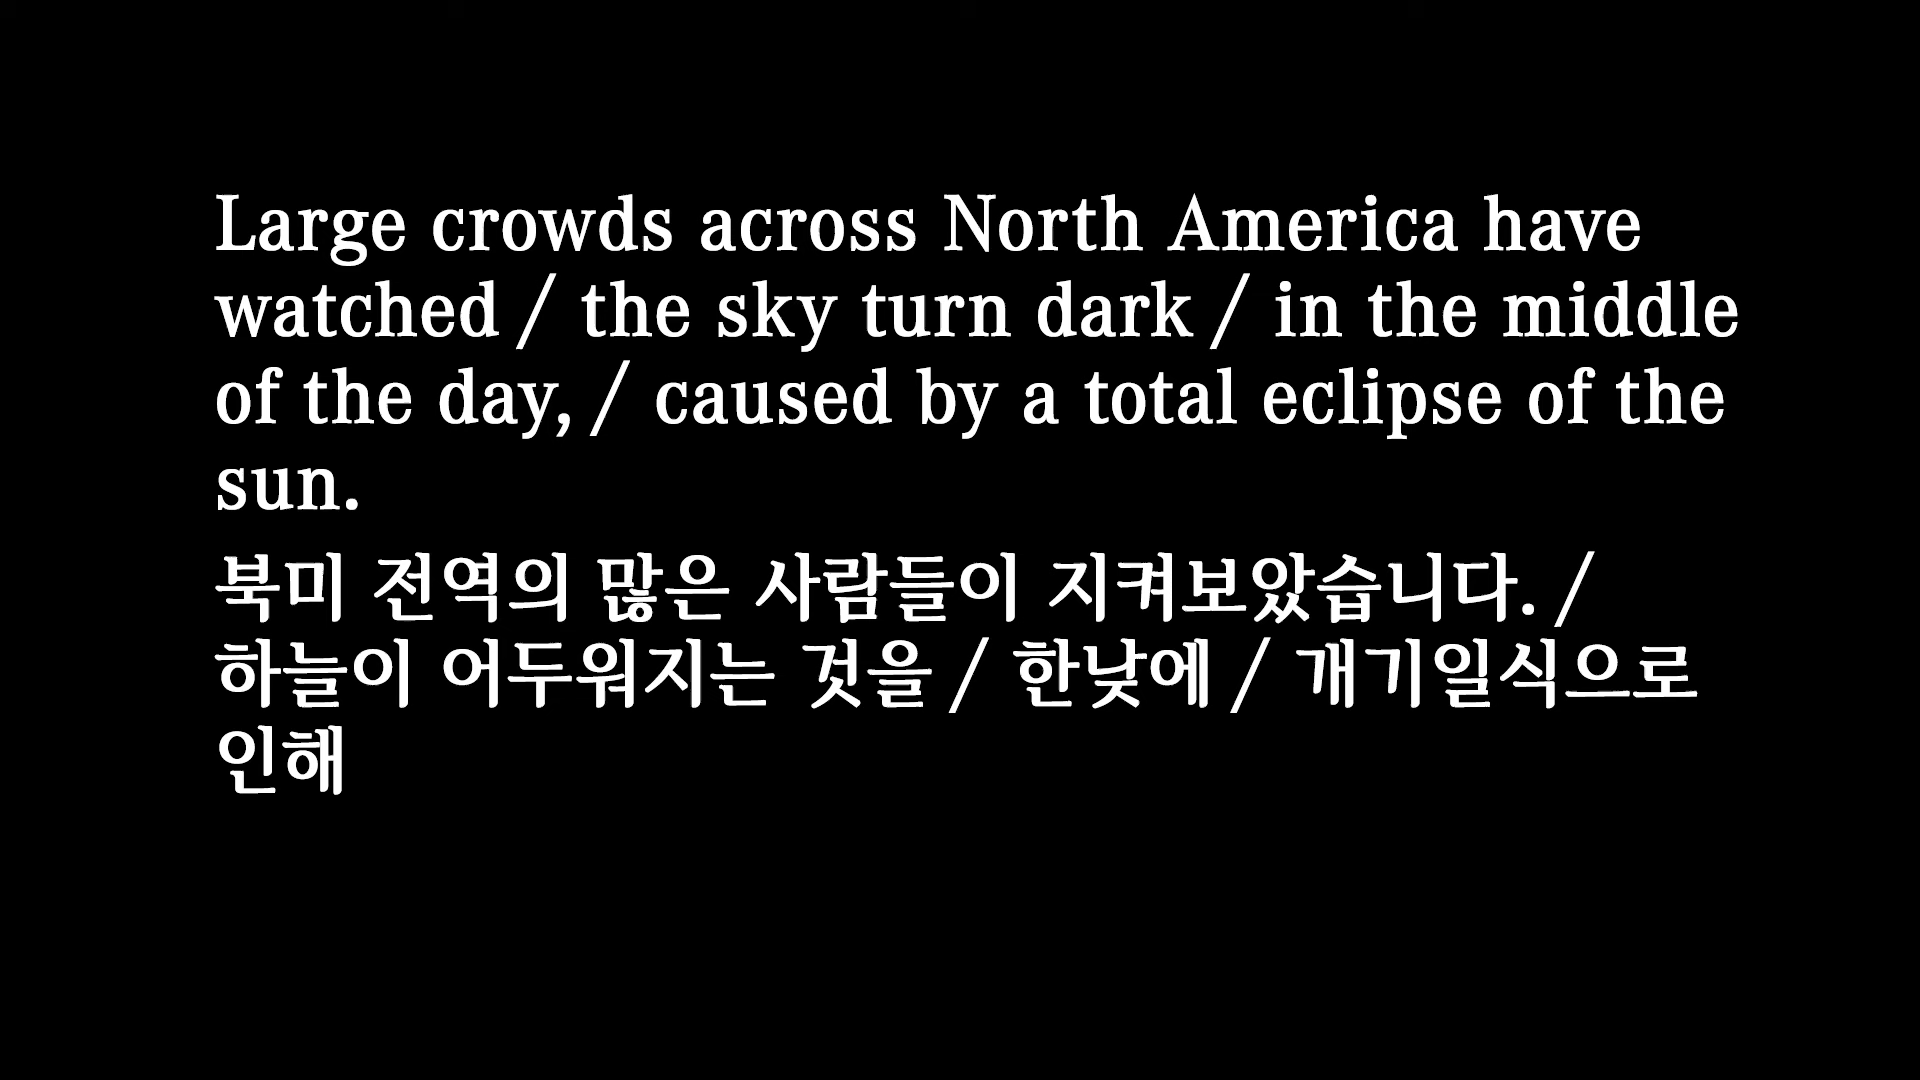 Large crowds across North America have
watched / the sky turn dark / in the middle
of the day, / caused by a total eclipse of the
sun.
북미 전역의 많은 사람들이 지켜보았습니다. /
하늘이 어두워지는 것을 / 한낮에 / 개기일식으로
인해